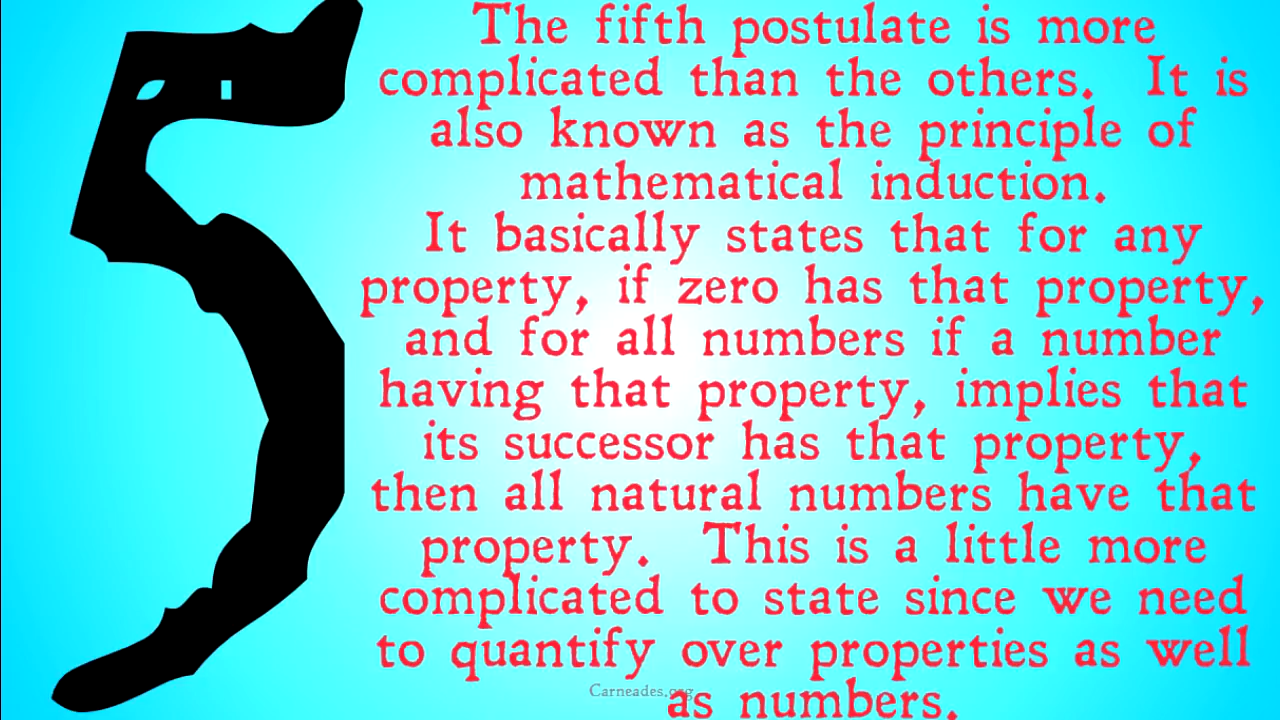 5
The fifth postulate is more
complicated than the others. It is
also known as the principle of
mathematical induction.
It basically states that for any
property, if zero has that property,
and for all numbers if a number
having that property, implies that
its successor has that property,
then all natural numbers have that
property. This is a little more
complicated to state since we need
to quantify over properties as well
as numbers.
Carneades.org